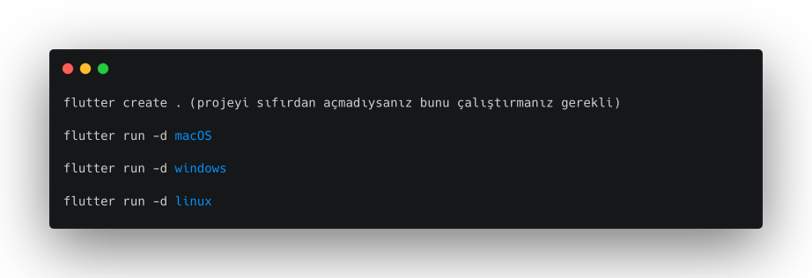 flutter create . (projeyi sıfırdan açmadıysanız bunu çalıştırmanız gerekli)
flutter run -d macOS
flutter run -d windows
flutter run -d linux